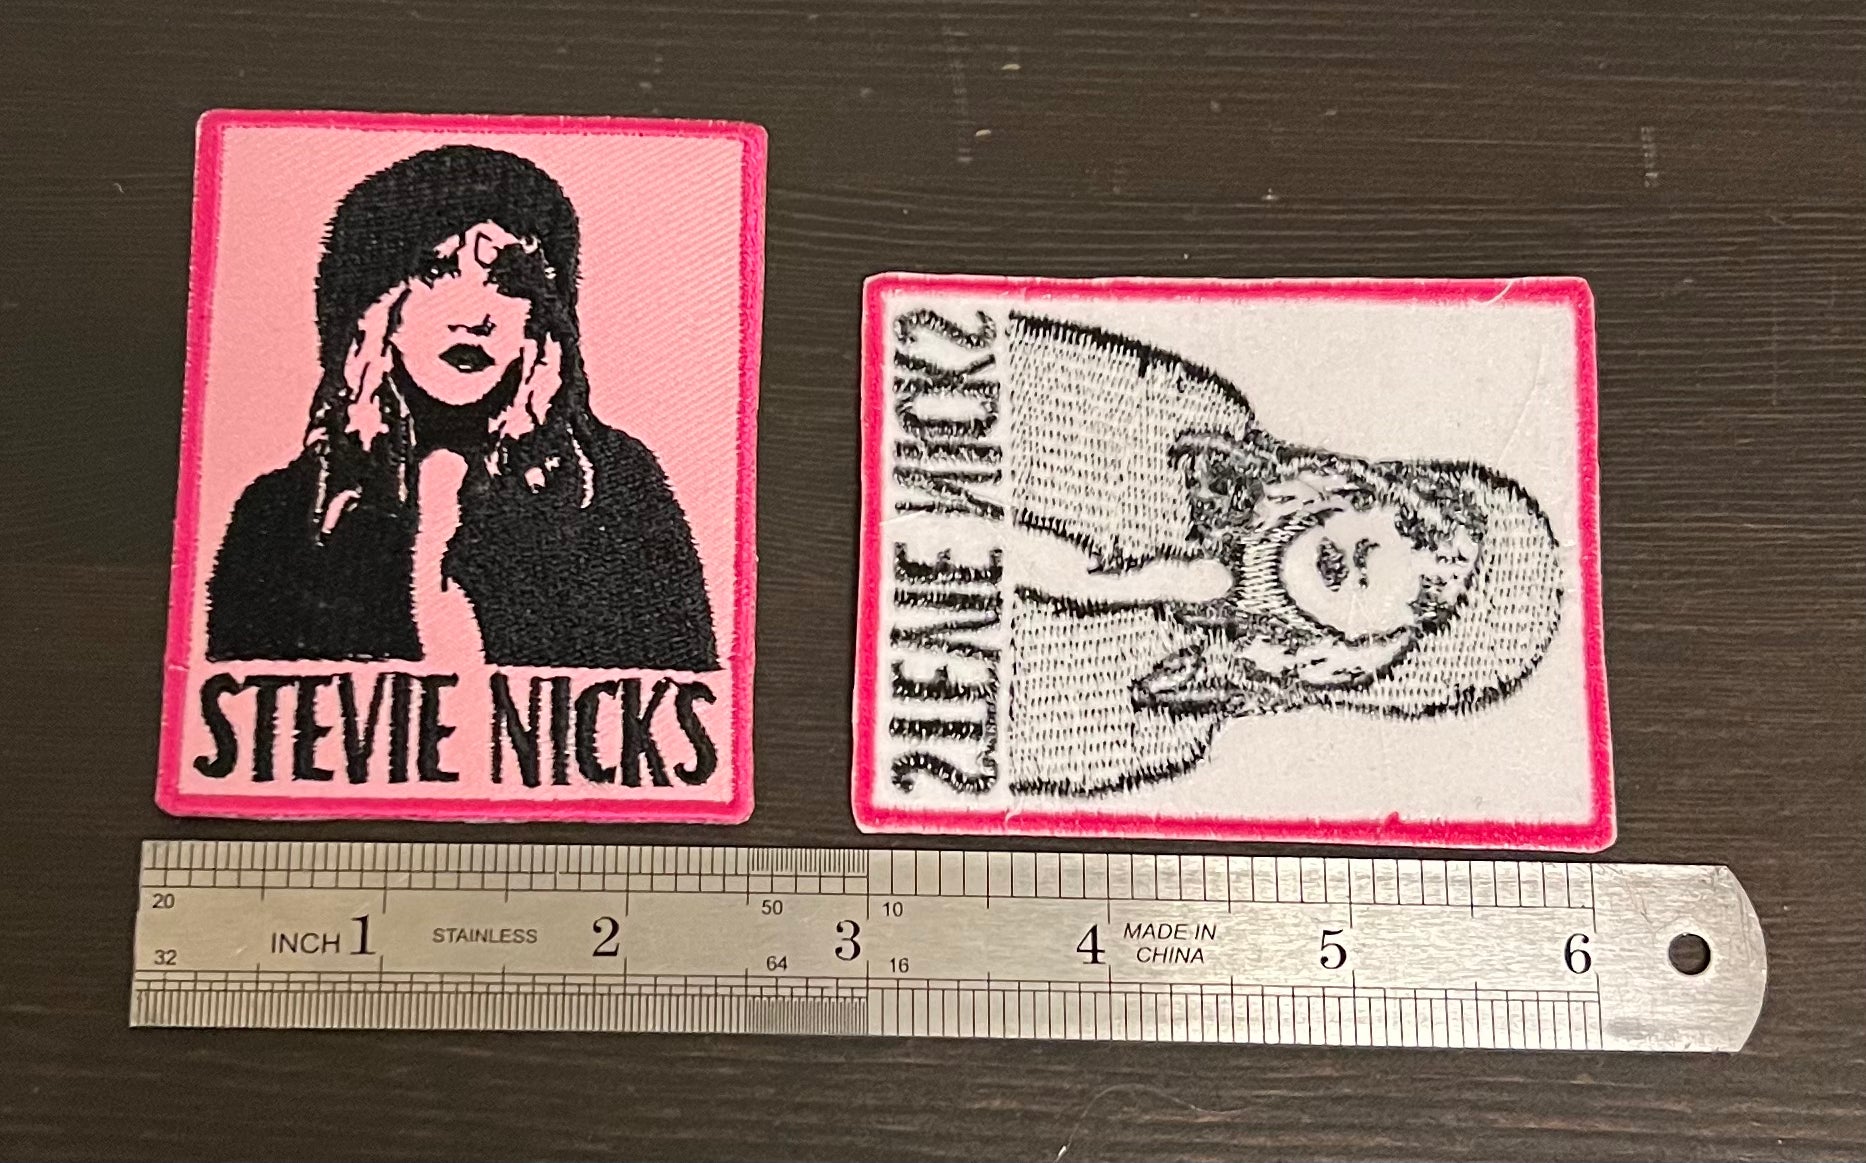 STEVIE NICKS
STEVIE NICKS
20 50 10
INCH 1 STAINLESS 2 3 4 MADE IN CHINA 5 6
32 64 16